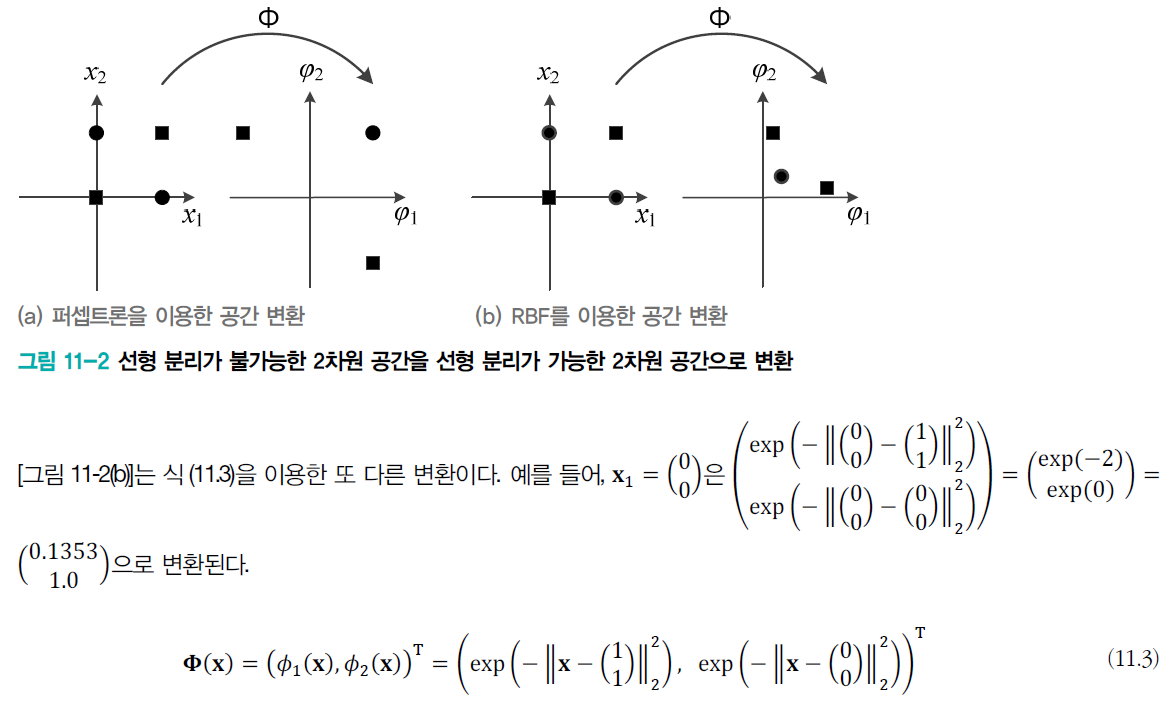 Φ Φ
x₂ φ₂ x₂ φ₂
x₁ φ₁ x₁ φ₁
(a) 퍼셉트론을 이용한 공간 변환 (b) RBF를 이용한 공간 변환
그림 11-2 선형 분리가 불가능한 2차원 공간을 선형 분리가 가능한 2차원 공간으로 변환
[그림 11-2(b)]는 식 (11.3)을 이용한 또 다른 변환이다. 예를 들어, 𝐱₁ = (0 0)은 (exp(−‖(0 0) − (1 1)‖₂²) exp(−‖(0 0) − (0 0)‖₂²)) = (exp(−2) exp(0)) =
(0.1353 1.0)으로 변환된다.
𝚽(𝐱) = (ϕ₁(𝐱), ϕ₂(𝐱))ᵀ = (exp(−‖𝐱 − (1 1)‖₂²), exp(−‖𝐱 − (0 0)‖₂²))ᵀ (11.3)